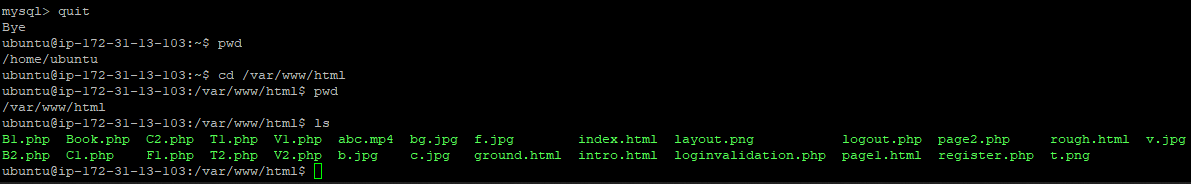 mysql> quit
Bye
ubuntu@ip-172-31-13-103:~$ pwd
/home/ubuntu
ubuntu@ip-172-31-13-103:~$ cd /var/www/html
ubuntu@ip-172-31-13-103:/var/www/html$ pwd
/var/www/html
ubuntu@ip-172-31-13-103:/var/www/html$ ls
B1.php  Book.php  C2.php  T1.php  V1.php  abc.mp4  bg.jpg  f.jpg        index.html  layout.png           logout.php  page2.php     rough.html  v.jpg
B2.php  C1.php    F1.php  T2.php  V2.php  b.jpg    c.jpg   ground.html  intro.html  loginvalidation.php  page1.html  register.php  t.png
ubuntu@ip-172-31-13-103:/var/www/html$